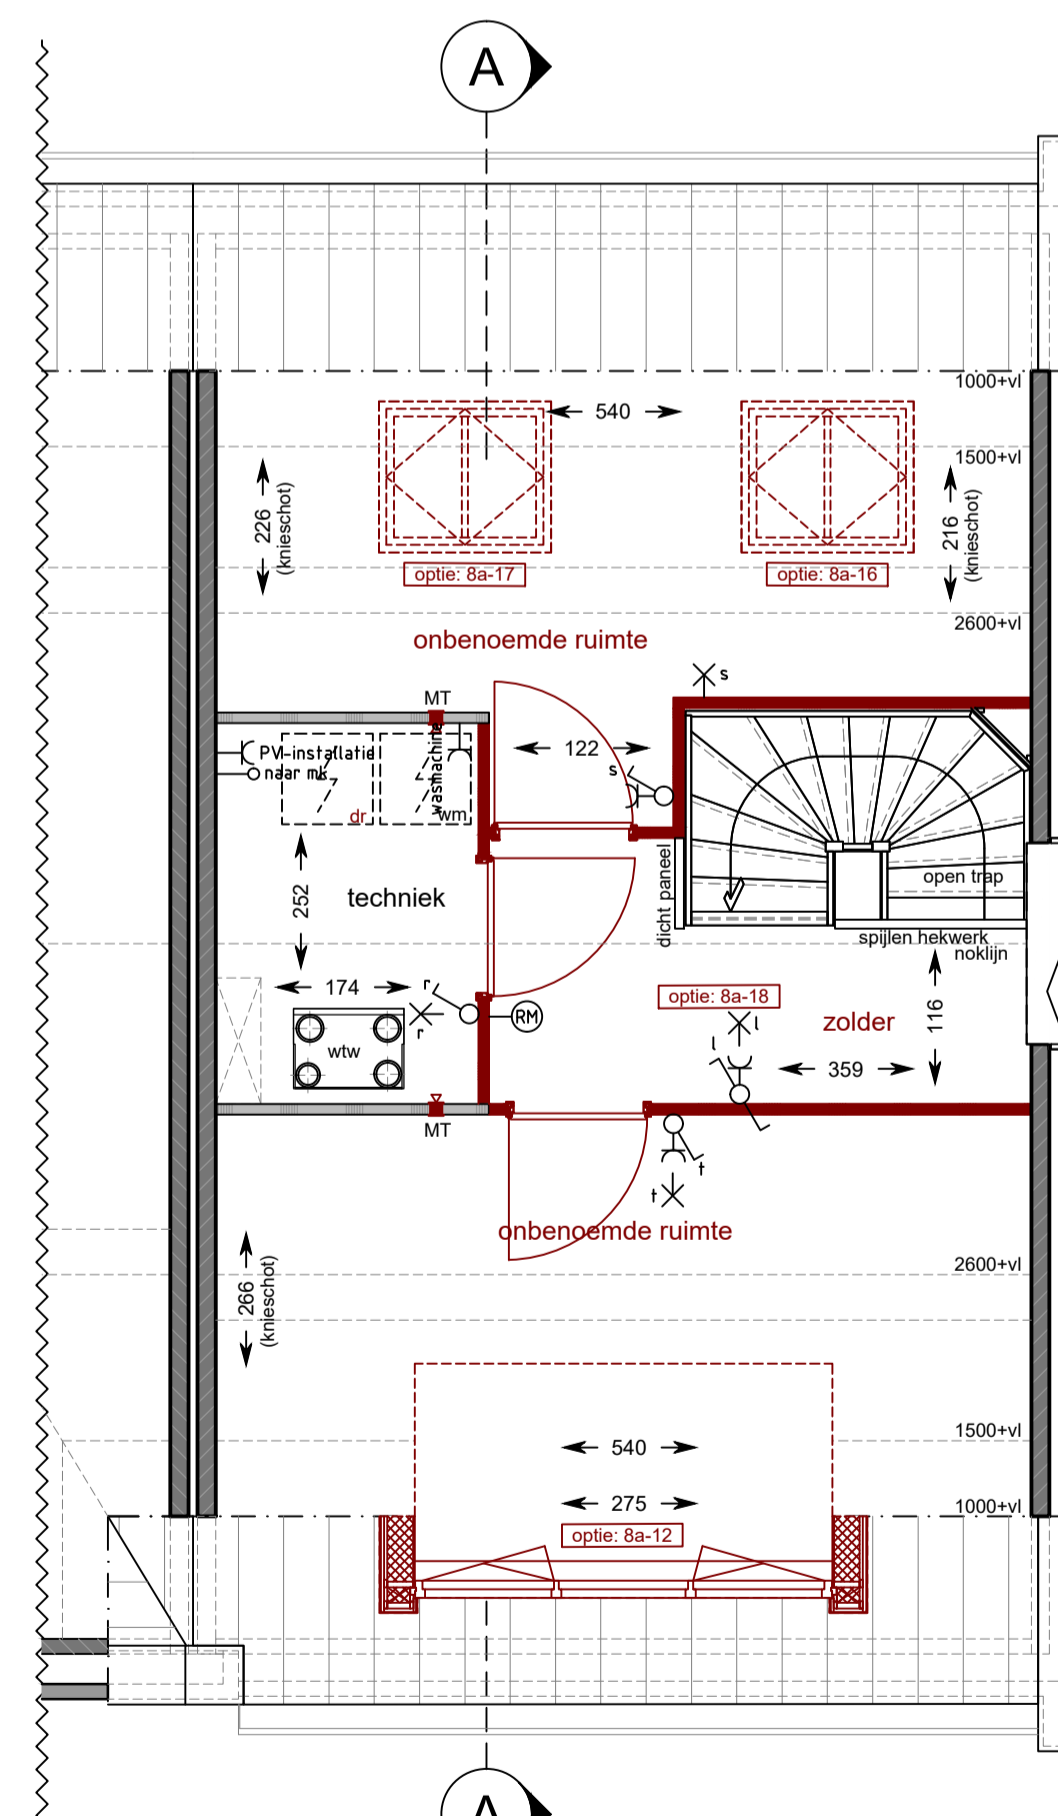 A
1000+vl
540
1500+vl
226
(knieschot)
216
(knieschot)
optie: 8a-17
optie: 8a-16
2600+vl
onbenoemde ruimte
s
MT
122
s
PV-installatie
naar mk
wasmachine
dr
wm
dicht paneel
open trap
252
techniek
spijlen hekwerk
noklijn
174
r
r
RM
optie: 8a-18
l
l
zolder
116
wtw
359
MT
t
t
onbenoemde ruimte
2600+vl
266
(knieschot)
1500+vl
540
275
1000+vl
optie: 8a-12
A